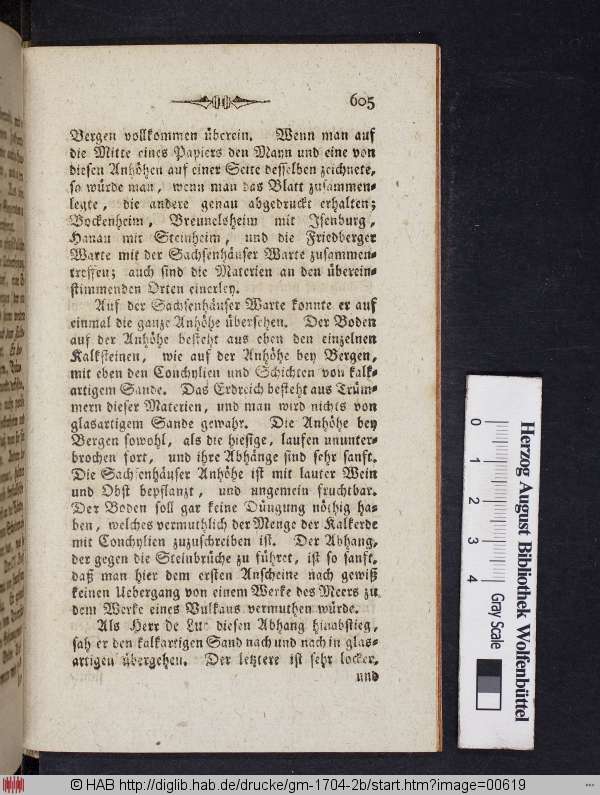 605
Bergen vollkommen überein. Wenn man auf
die Mitte eines Papiers den Mayn und eine von
diesen Anhöhen auf einer Seite desselben zeichnete,
so würde man, wenn man das Blatt zusammen-
legte, die andere genau abgedruckt erhalten;
Bockenheim, Breunelsheim mit Isenburg,
Hanau mit Steinheim, und die Friedberger
Warte mit der Sachsenhäuser Warte zusammen-
treffen; auch sind die Materien an den überein-
stimmenden Orten einerley.
Auf der Sachsenhäuser Warte konnte er auf
einmal die ganze Anhöhe übersehen. Der Boden
auf der Anhöhe besteht aus eben den einzelnen
Kalksteinen, wie auf der Anhöhe bey Bergen,
mit eben den Conchylien und Schichten von kalk-
artigem Sande. Das Erdreich besteht aus Trüm-
mern dieser Materien, und man wird nichts von
glasartigem Sande gewahr. Die Anhöhe bey
Bergen sowohl, als die hiesige, laufen ununter-
brochen fort, und ihre Abhänge sind sehr sanft.
Die Sachsenhäuser Anhöhe ist mit lauter Wein
und Obst bepflanzt, und ungemein fruchtbar.
Der Boden soll gar keine Düngung nöthig ha-
ben, welches vermuthlich der Menge der Kalkerde
mit Conchylien zuzuschreiben ist. Der Abhang,
der gegen die Steinbrüche zu führet, ist so sanft,
daß man hier dem ersten Anscheine nach gewiß
keinen Uebergang von einem Werke des Meers zu
dem Werke eines Vulkans vermuthen würde.
Als Herr de Luc diesen Abhang hinabstieg,
sah er den kalkartigen Sand nach und nach in glas-
artigen übergehen. Der letztere ist sehr locker,
und
0 1 2 3 4
Herzog August Bibliothek Wolfenbüttel
Gray Scale
© HAB http://diglib.hab.de/drucke/gm-1704-2b/start.htm?image=00619